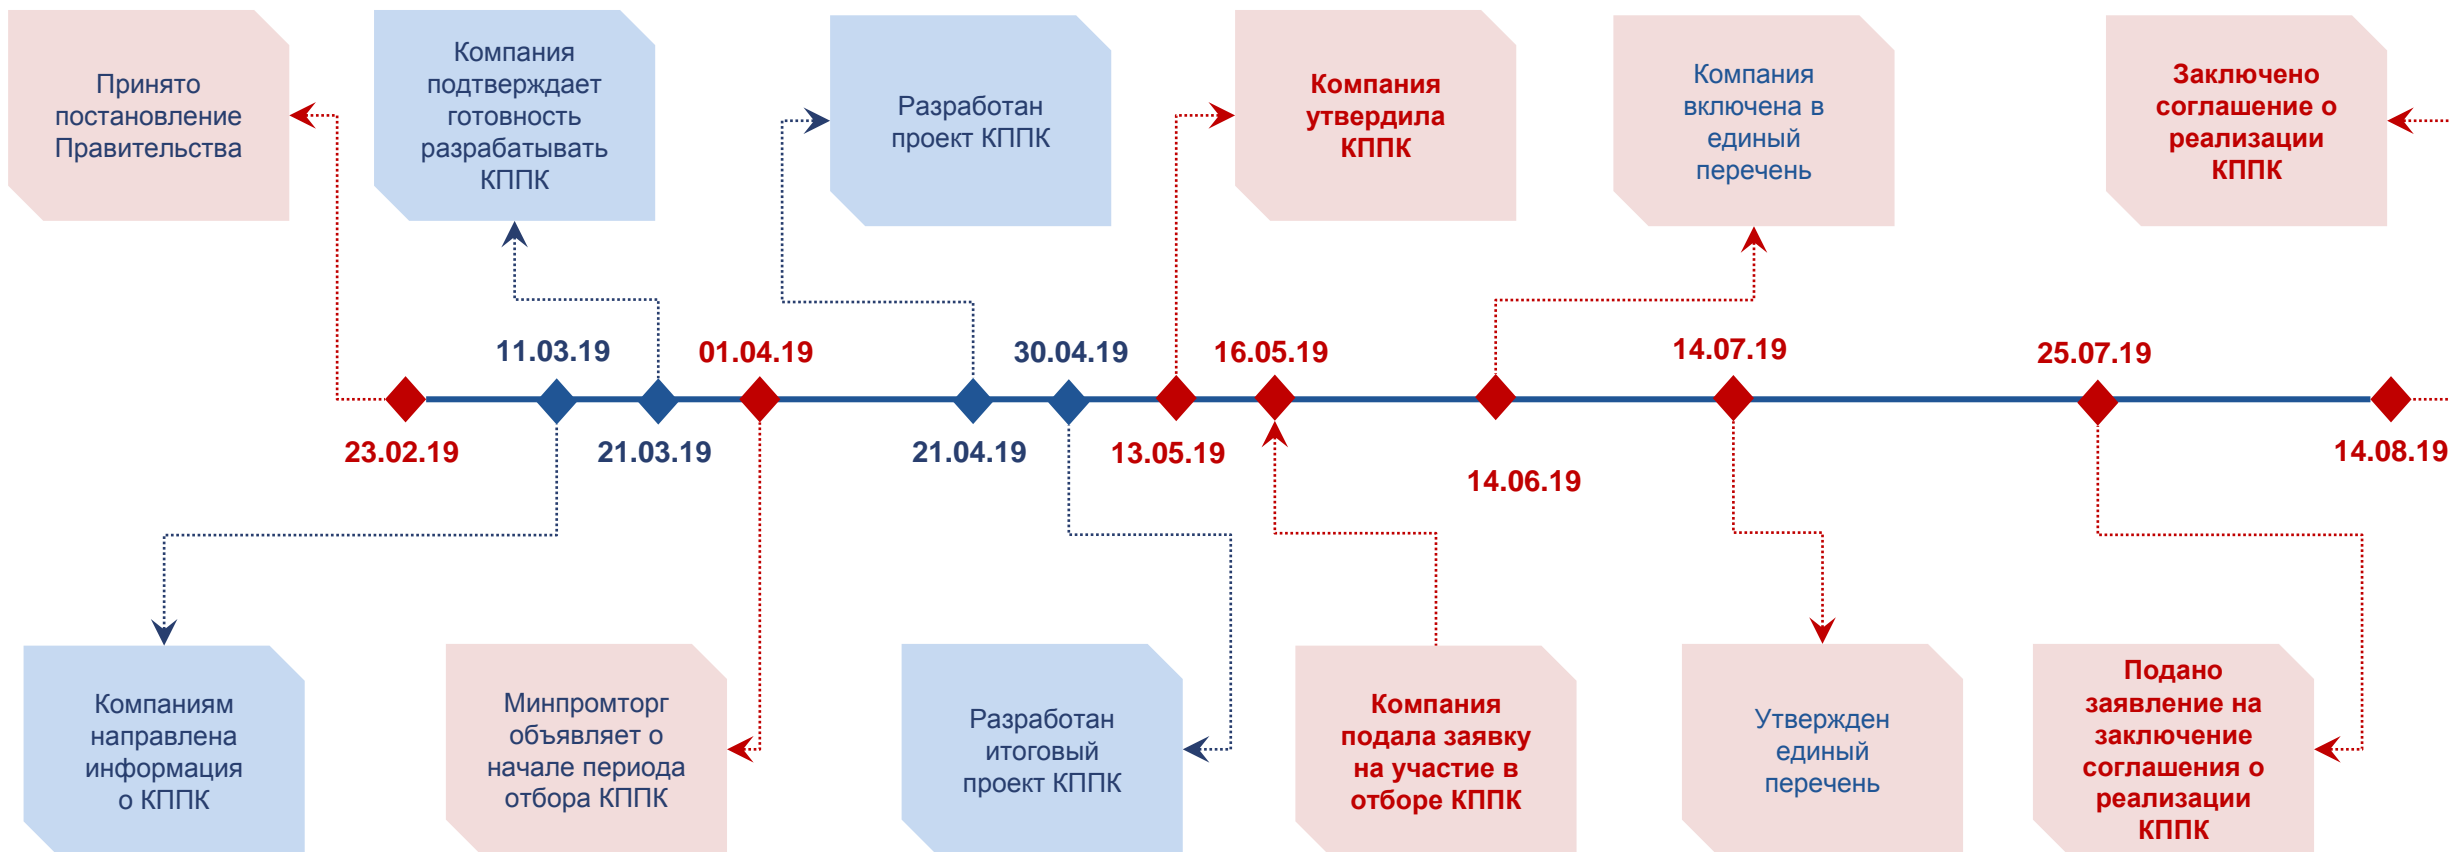 Принято
постановление
Правительства
Компания
подтверждает
готовность
разрабатывать
КППК
Разработан
проект КППК
Компания
утвердила
КППК
Компания
включена в
единый
перечень
Заключено
соглашение о
реализации
КППК
11.03.19
01.04.19
30.04.19
16.05.19
14.07.19
25.07.19
23.02.19
21.03.19
21.04.19
13.05.19
14.06.19
14.08.19
Компаниям
направлена
информация
о КППК
Минпромторг
объявляет о
начале периода
отбора КППК
Разработан
итоговый
проект КППК
Компания
подала заявку
на участие в
отборе КППК
Утвержден
единый
перечень
Подано
заявление на
заключение
соглашения о
реализации
КППК